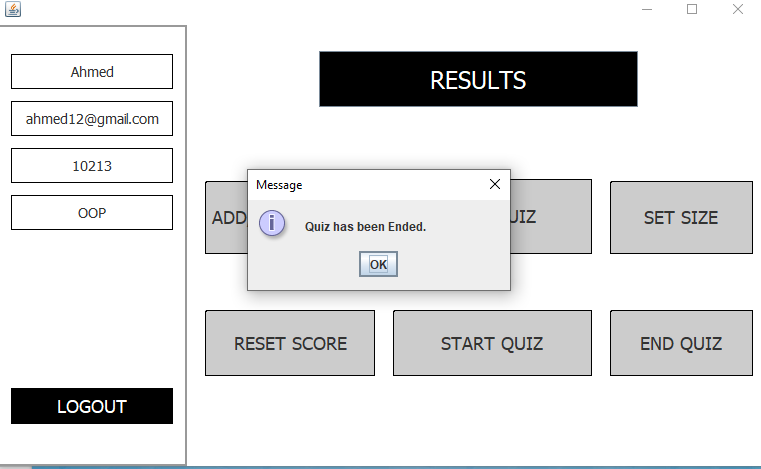 Ahmed
ahmed12@gmail.com
10213
OOP
LOGOUT
RESULTS
ADD
SET SIZE
Message
Quiz has been Ended.
OK
RESET SCORE
START QUIZ
END QUIZ